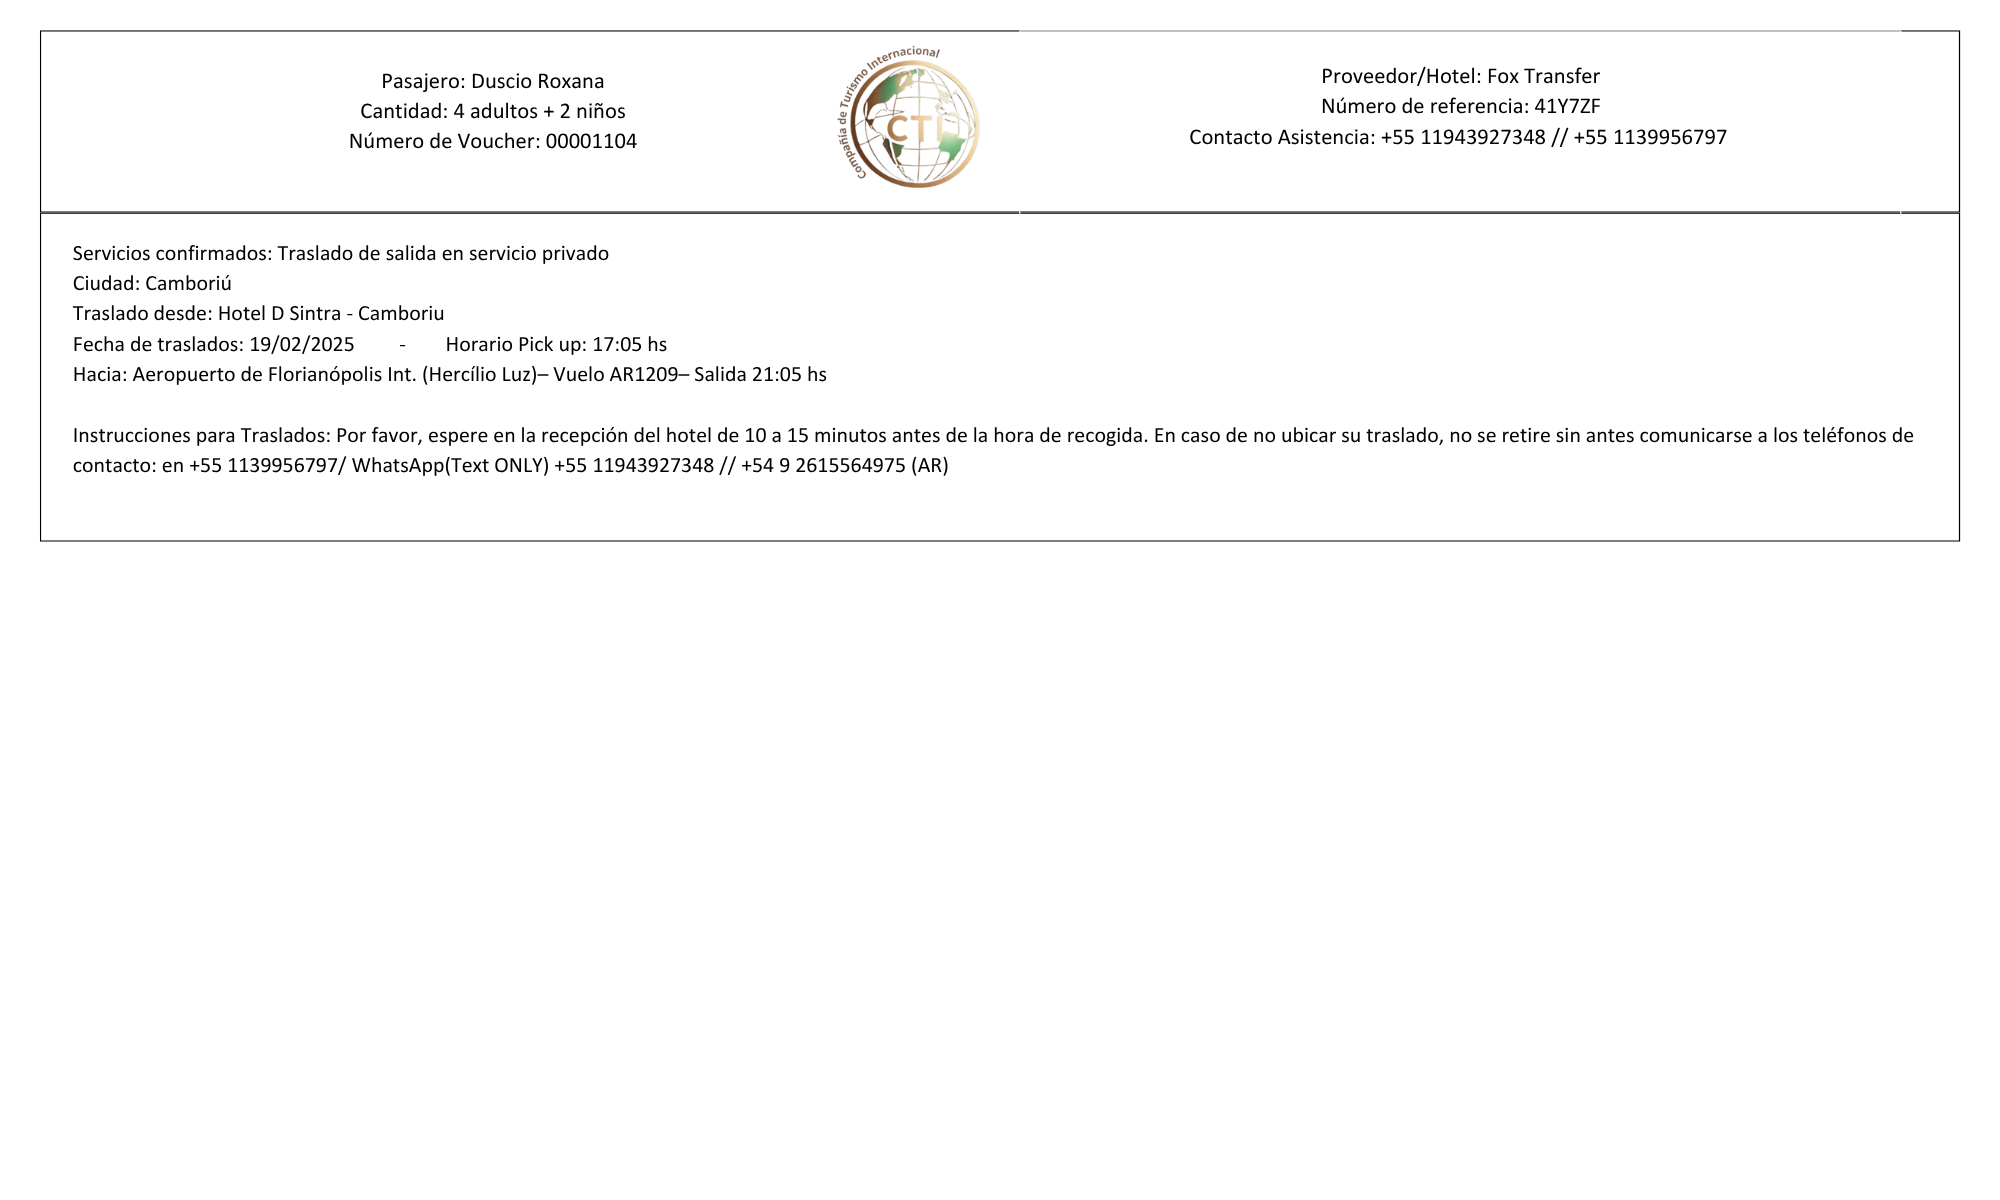 Pasajero: Duscio Roxana
Cantidad: 4 adultos + 2 niños
Número de Voucher: 00001104
Compañía de Turismo Internacional
CTI
Proveedor/Hotel: Fox Transfer
Número de referencia: 41Y7ZF
Contacto Asistencia: +55 11943927348 // +55 1139956797
Servicios confirmados: Traslado de salida en servicio privado
Ciudad: Camboriú
Traslado desde: Hotel D Sintra - Camboriu
Fecha de traslados: 19/02/2025 - Horario Pick up: 17:05 hs
Hacia: Aeropuerto de Florianópolis Int. (Hercílio Luz)– Vuelo AR1209– Salida 21:05 hs
Instrucciones para Traslados: Por favor, espere en la recepción del hotel de 10 a 15 minutos antes de la hora de recogida. En caso de no ubicar su traslado, no se retire sin antes comunicarse a los teléfonos de
contacto: en +55 1139956797/ WhatsApp(Text ONLY) +55 11943927348 // +54 9 2615564975 (AR)